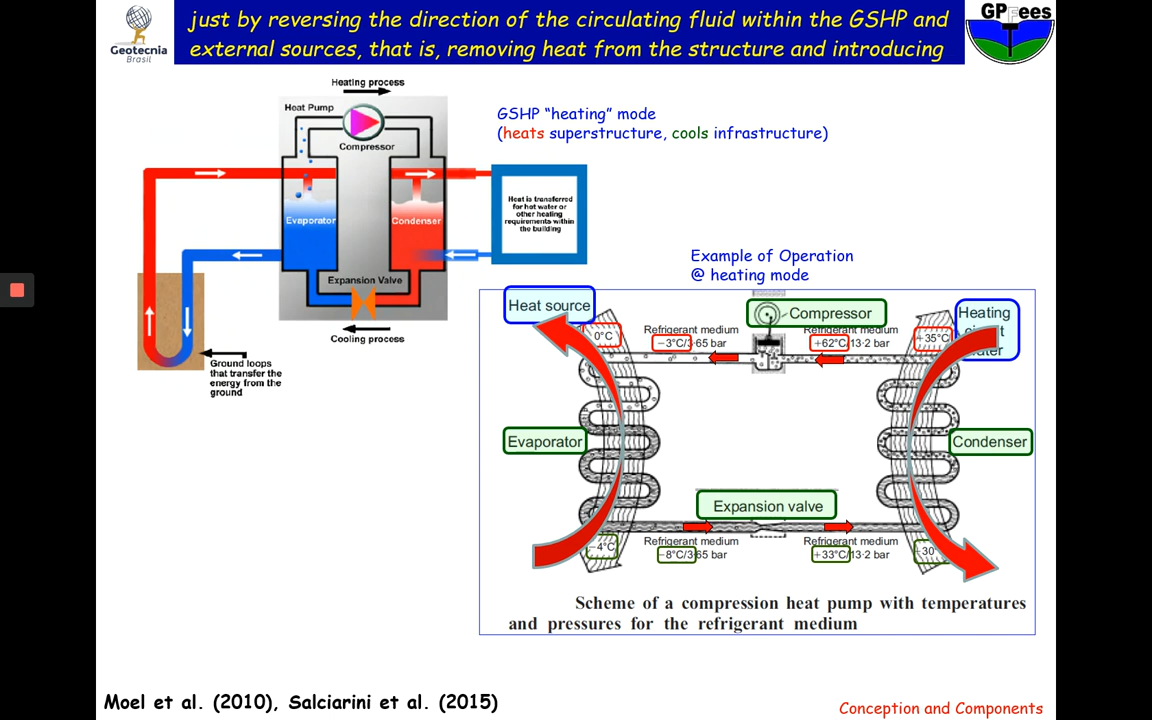 just by reversing the direction of the circulating fluid within the GSHP and
external sources, that is, removing heat from the structure and introducing
Geotecnia
Brasil
GPFees
Heating process
Heat Pump
Compressor
Evaporator
Condenser
Expansion Valve
Cooling process
Heat is transferred
for hot water or
other heating
requirements within
the building
Ground loops
that transfer the
energy from the
ground
GSHP “heating” mode
(heats superstructure, cools infrastructure)
Example of Operation
@ heating mode
Heat source
Compressor
Heating
0°C
Refrigerant medium
−3°C/3·65 bar
Refrigerant medium
+62°C/13·2 bar
+35°C
Evaporator
Condenser
Expansion valve
−4°C
Refrigerant medium
−8°C/3·65 bar
Refrigerant medium
+33°C/13·2 bar
+30°
Scheme of a compression heat pump with temperatures
and pressures for the refrigerant medium
Moel et al. (2010), Salciarini et al. (2015)
Conception and Components